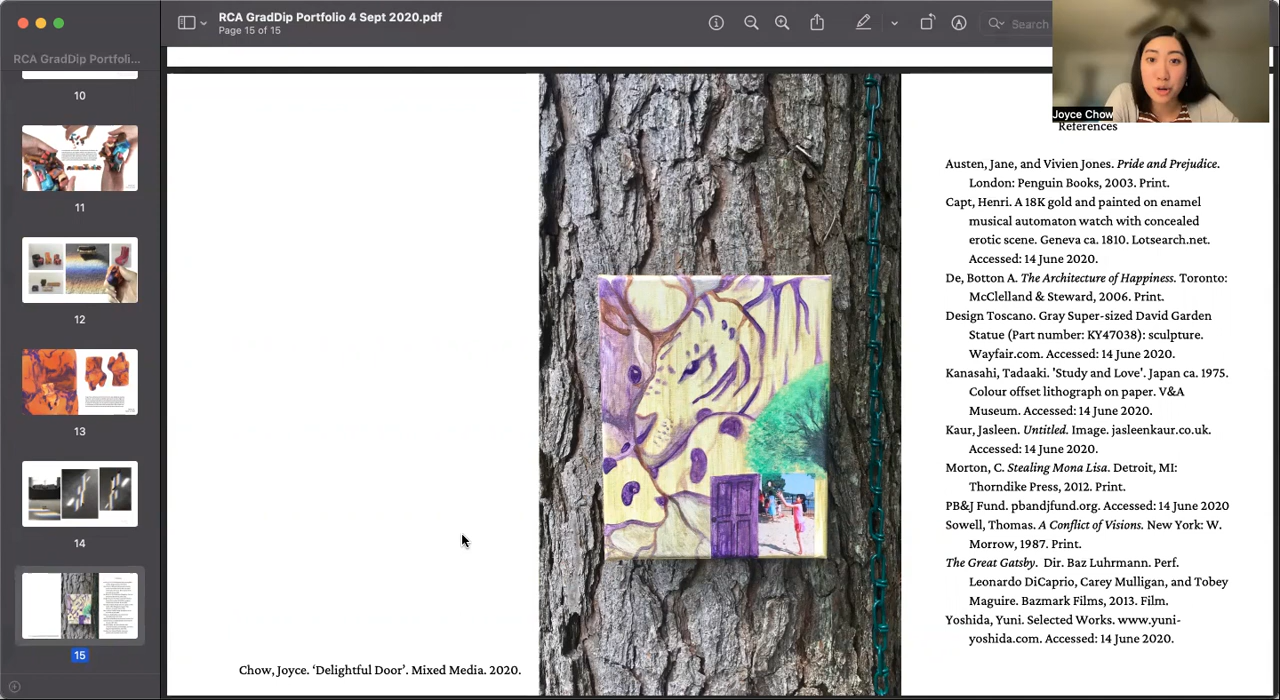 RCA GradDip Portfolio 4 Sept 2020.pdf
Page 15 of 15
Search
RCA GradDip Portfoli...
10
11
12
13
14
15
Joyce Chow
Chow, Joyce. ‘Delightful Door’. Mixed Media. 2020.
References
Austen, Jane, and Vivien Jones. Pride and Prejudice.
London: Penguin Books, 2003. Print.
Capt, Henri. A 18K gold and painted on enamel
musical automaton watch with concealed
erotic scene. Geneva ca. 1810. Lotsearch.net.
Accessed: 14 June 2020.
De, Botton A. The Architecture of Happiness. Toronto:
McClelland & Steward, 2006. Print.
Design Toscano. Gray Super-sized David Garden
Statue (Part number: KY47038): sculpture.
Wayfair.com. Accessed: 14 June 2020.
Kanasahi, Tadaaki. 'Study and Love'. Japan ca. 1975.
Colour offset lithograph on paper. V&A
Museum. Accessed: 14 June 2020.
Kaur, Jasleen. Untitled. Image. jasleenkaur.co.uk.
Accessed: 14 June 2020.
Morton, C. Stealing Mona Lisa. Detroit, MI:
Thorndike Press, 2012. Print.
PB&J Fund. pbandjfund.org. Accessed: 14 June 2020
Sowell, Thomas. A Conflict of Visions. New York: W.
Morrow, 1987. Print.
The Great Gatsby. Dir. Baz Luhrmann. Perf.
Leonardo DiCaprio, Carey Mulligan, and Tobey
Maguire. Bazmark Films, 2013. Film.
Yoshida, Yuni. Selected Works. www.yuni-
yoshida.com. Accessed: 14 June 2020.